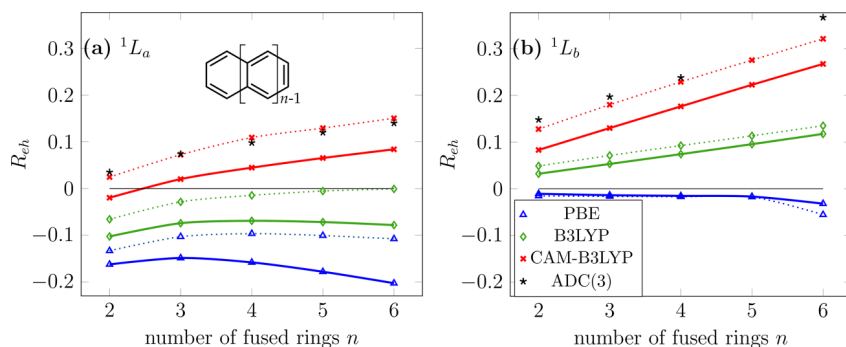 (a) ¹Lₐ
n-1
0.3
0.2
0.1
0
−0.1
−0.2
R_eh
2 3 4 5 6
number of fused rings n
(b) ¹L_b
0.3
0.2
0.1
0
−0.1
−0.2
R_eh
PBE
B3LYP
CAM-B3LYP
ADC(3)
2 3 4 5 6
number of fused rings n